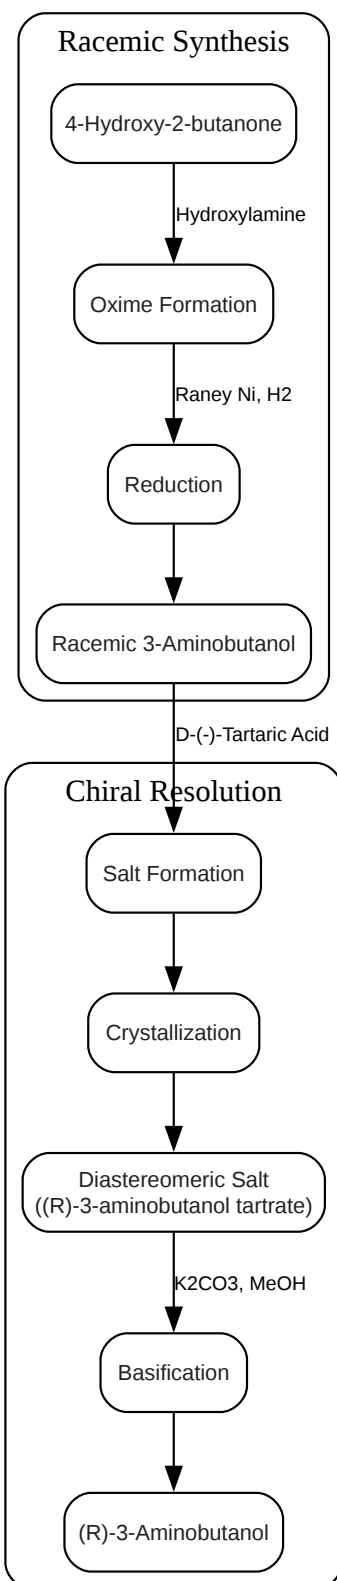 Racemic Synthesis
4-Hydroxy-2-butanone
Hydroxylamine
Oxime Formation
Raney Ni, H2
Reduction
Racemic 3-Aminobutanol
D-(-)-Tartaric Acid
Chiral Resolution
Salt Formation
Crystallization
Diastereomeric Salt
((R)-3-aminobutanol tartrate)
K2CO3, MeOH
Basification
(R)-3-Aminobutanol